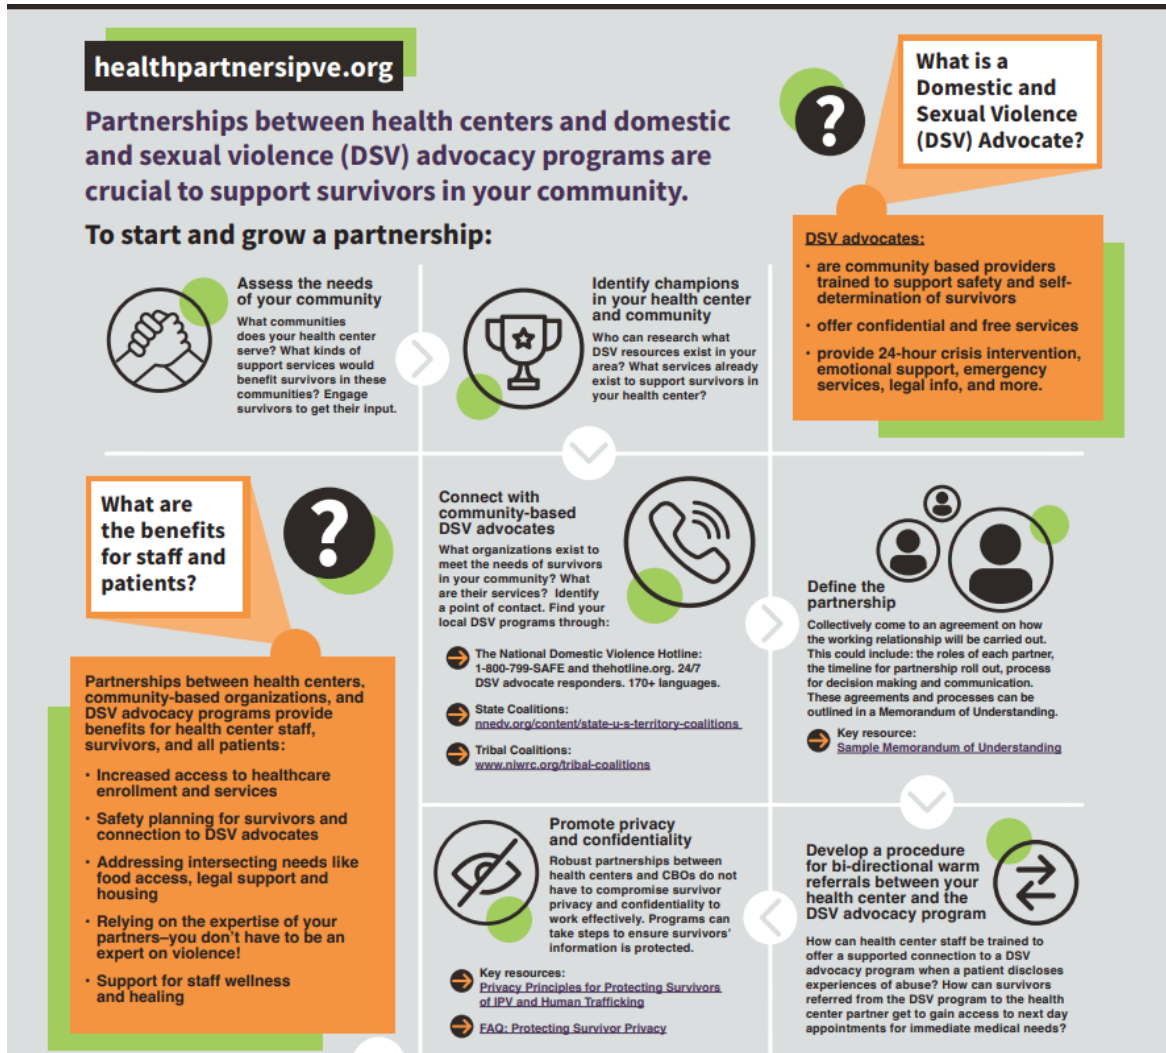 healthpartnersipve.org
Partnerships between health centers and domestic
and sexual violence (DSV) advocacy programs are
crucial to support survivors in your community.
To start and grow a partnership:
?
What is a
Domestic and
Sexual Violence
(DSV) Advocate?
DSV advocates:
• are community based providers
trained to support safety and self-
determination of survivors
• offer confidential and free services
• provide 24-hour crisis intervention,
emotional support, emergency
services, legal info, and more.
Assess the needs
of your community
What communities
does your health center
serve? What kinds of
support services would
benefit survivors in these
communities? Engage
survivors to get their input.
Identify champions
in your health center
and community
Who can research what
DSV resources exist in your
area? What services already
exist to support survivors in
your health center?
What are
the benefits
for staff and
patients?
?
Partnerships between health centers,
community-based organizations, and
DSV advocacy programs provide
benefits for health center staff,
survivors, and all patients:
• Increased access to healthcare
enrollment and services
• Safety planning for survivors and
connection to DSV advocates
• Addressing intersecting needs like
food access, legal support and
housing
• Relying on the expertise of your
partners–you don't have to be an
expert on violence!
• Support for staff wellness
and healing
Connect with
community-based
DSV advocates
What organizations exist to
meet the needs of survivors
in your community? What
are their services?  Identify
a point of contact. Find your
local DSV programs through:
The National Domestic Violence Hotline:
1-800-799-SAFE and thehotline.org. 24/7
DSV advocate responders. 170+ languages.
State Coalitions:
nnedv.org/content/state-u-s-territory-coalitions
Tribal Coalitions:
www.niwrc.org/tribal-coalitions
Define the
partnership
Collectively come to an agreement on how
the working relationship will be carried out.
This could include: the roles of each partner,
the timeline for partnership roll out, process
for decision making and communication.
These agreements and processes can be
outlined in a Memorandum of Understanding.
Key resource:
Sample Memorandum of Understanding
Develop a procedure
for bi-directional warm
referrals between your
health center and the
DSV advocacy program
How can health center staff be trained to
offer a supported connection to a DSV
advocacy program when a patient discloses
experiences of abuse? How can survivors
referred from the DSV program to the health
center partner get to gain access to next day
appointments for immediate medical needs?
Promote privacy
and confidentiality
Robust partnerships between
health centers and CBOs do not
have to compromise survivor
privacy and confidentiality to
work effectively. Programs can
take steps to ensure survivors'
information is protected.
Key resources:
Privacy Principles for Protecting Survivors
of IPV and Human Trafficking
FAQ: Protecting Survivor Privacy